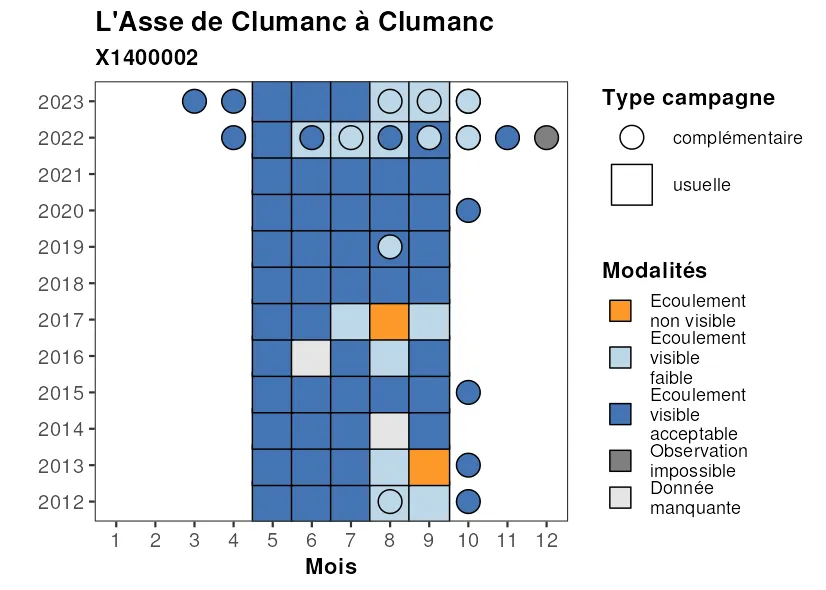 L'Asse de Clumanc à Clumanc
X1400002
2023
2022
2021
2020
2019
2018
2017
2016
2015
2014
2013
2012
1 2 3 4 5 6 7 8 9 10 11 12
Mois
Type campagne
complémentaire
usuelle
Modalités
Ecoulement
non visible
Ecoulement
visible
faible
Ecoulement
visible
acceptable
Observation
impossible
Donnée
manquante